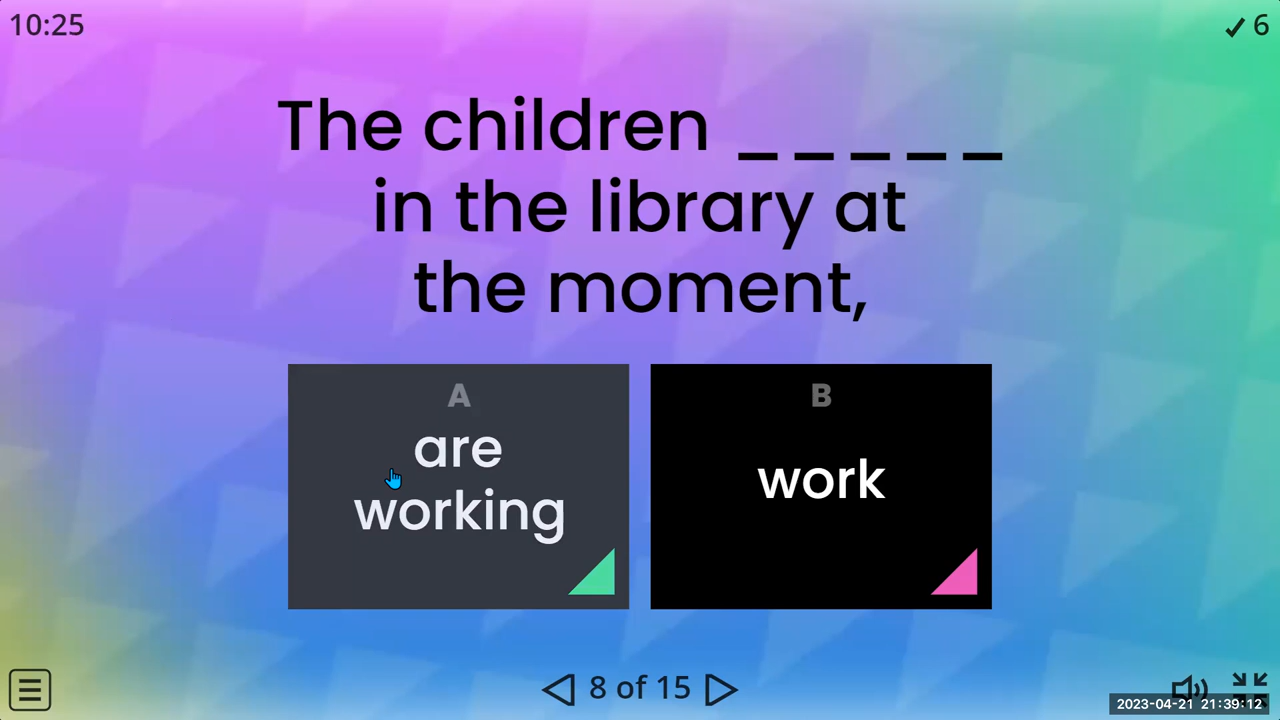 10:25
✓ 6
The children _ _ _ _ _
in the library at
the moment,
A
are
working
B
work
8 of 15
2023-04-21 21:39:12